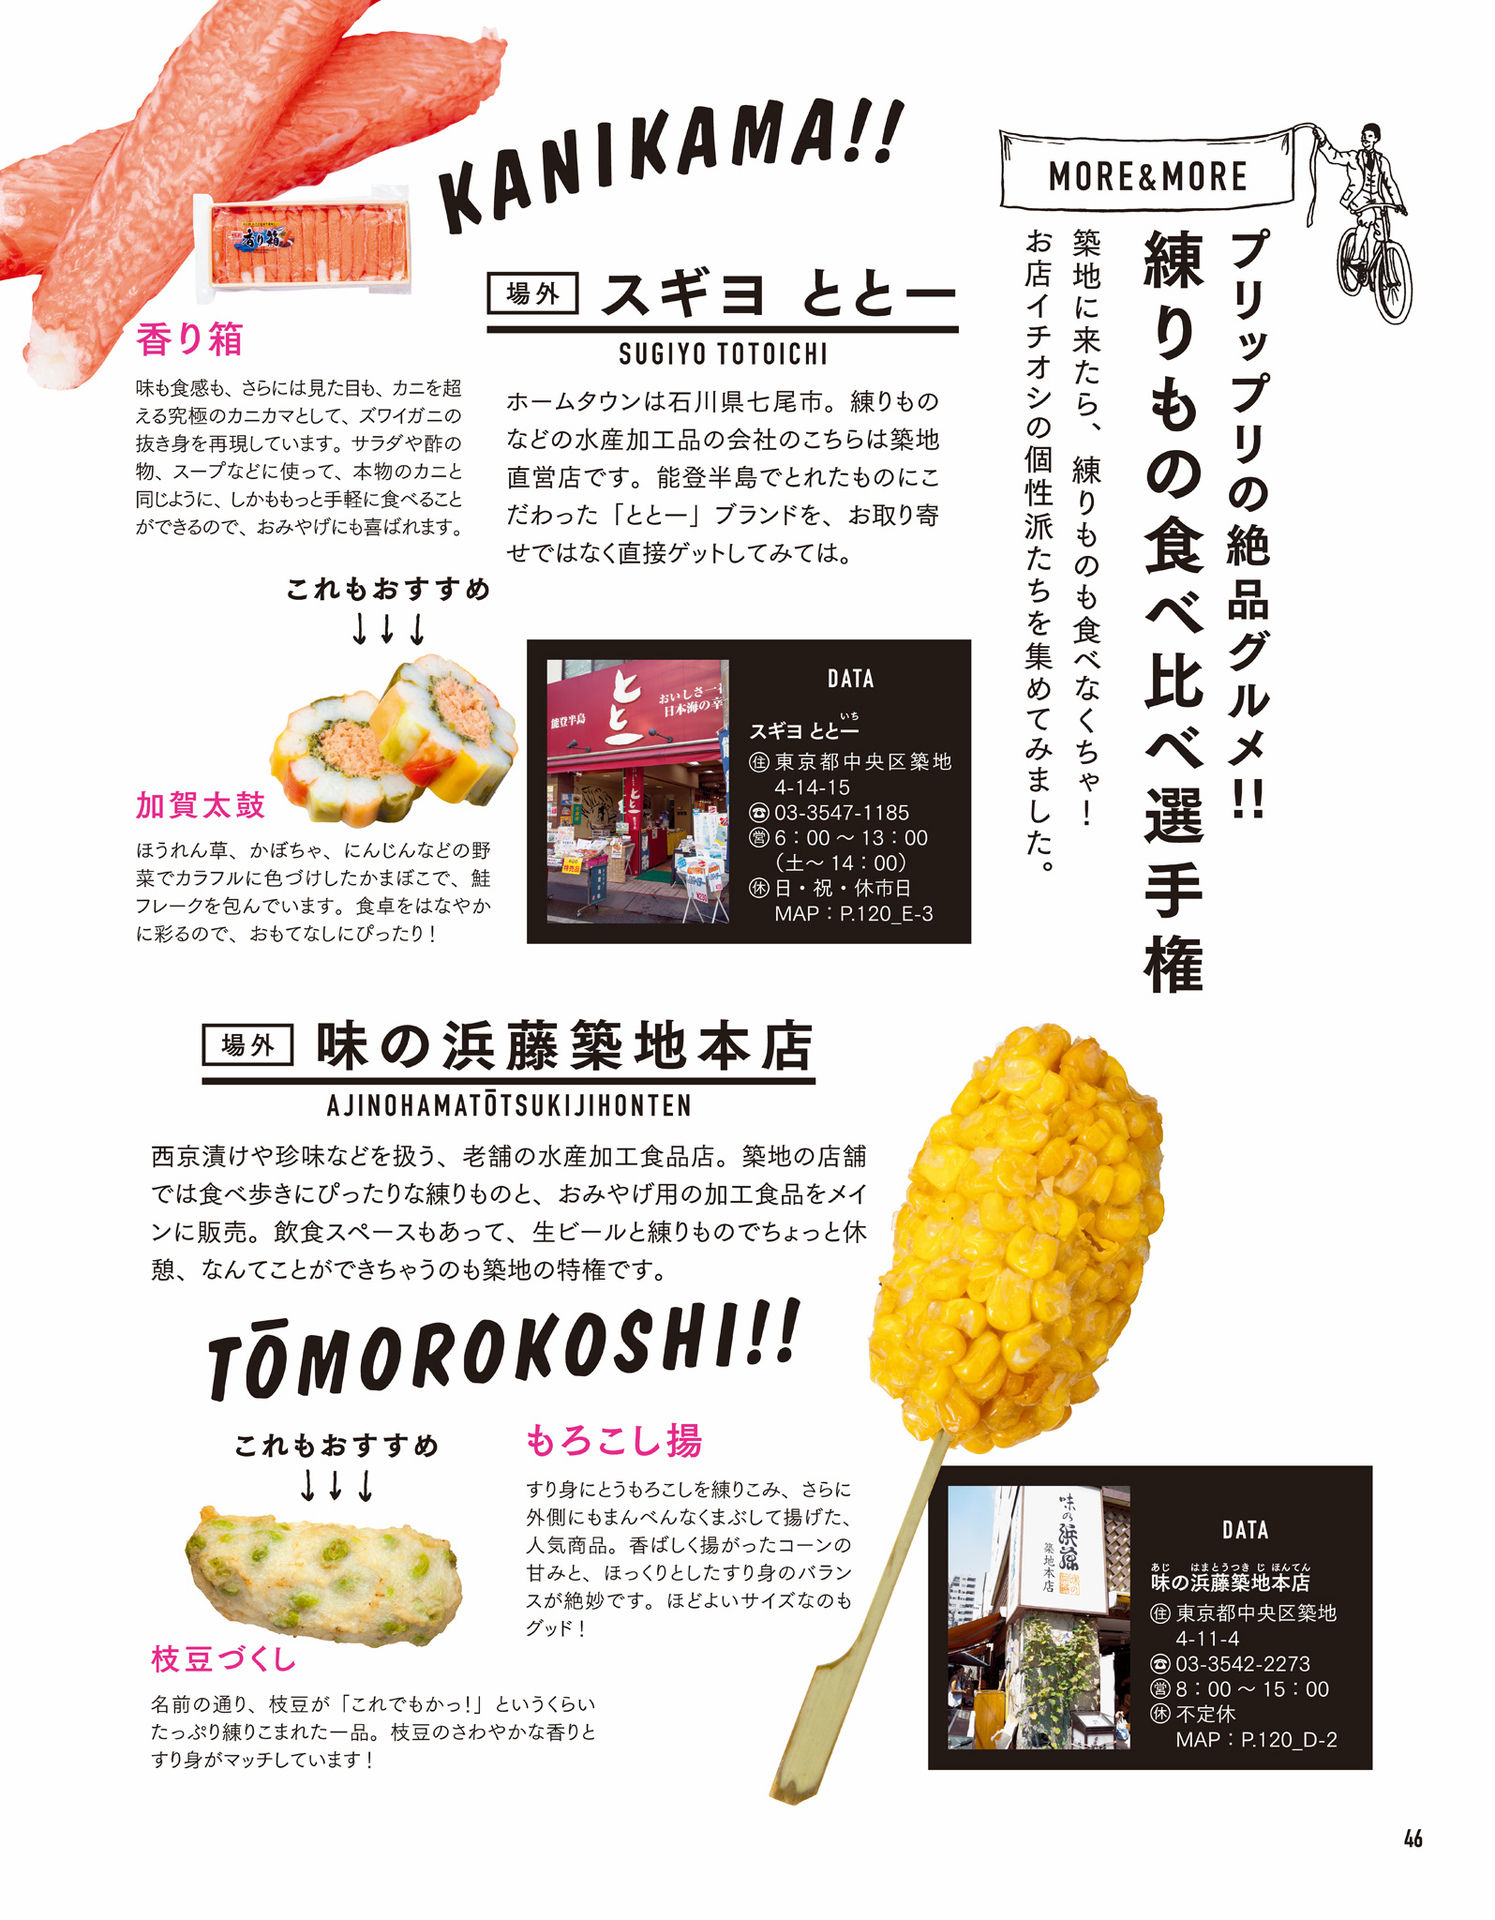 MORE&MORE
プリップリの絶品グルメ!!
練りもの食べ比べ選手権
築地に来たら、練りものも食べなくちゃ！
お店イチオシの個性派たちを集めてみました。
KANIKAMA!!
香り箱
場外
スギヨ とと一
SUGIYO TOTOICHI
ホームタウンは石川県七尾市。練りもの
などの水産加工品の会社のこちらは築地
直営店です。能登半島でとれたものにこ
だわった「とと一」ブランドを、お取り寄
せではなく直接ゲットしてみては。
香り箱
味も食感も、さらには見た目も、カニを超
える究極のカニカマとして、ズワイガニの
抜き身を再現しています。サラダや酢の
物、スープなどに使って、本物のカニと
同じように、しかももっと手軽に食べること
ができるので、おみやげにも喜ばれます。
これもおすすめ
↓↓↓
加賀太鼓
ほうれん草、かぼちゃ、にんじんなどの野
菜でカラフルに色づけしたかまぼこで、鮭
フレークを包んでいます。食卓をはなやか
に彩るので、おもてなしにぴったり！
能登半島
とと一
おいしさ一
日本海の幸
とと一
DATA
いち
スギヨ とと一
住 東京都中央区築地
4-14-15
☎ 03-3547-1185
営 6：00～13：00
（土～14：00）
休 日・祝・休市日
MAP：P.120_E-3
場外
味の浜藤築地本店
AJINOHAMATŌTSUKIJIHONTEN
西京漬けや珍味などを扱う、老舗の水産加工食品店。築地の店舗
では食べ歩きにぴったりな練りものと、おみやげ用の加工食品をメイ
ンに販売。飲食スペースもあって、生ビールと練りものでちょっと休
憩、なんてことができちゃうのも築地の特権です。
TŌMOROKOSHI!!
もろこし揚
すり身にとうもろこしを練りこみ、さらに
外側にもまんべんなくまぶして揚げた、
人気商品。香ばしく揚がったコーンの
甘みと、ほっくりとしたすり身のバラン
スが絶妙です。ほどよいサイズなのも
グッド！
これもおすすめ
↓↓↓
枝豆づくし
名前の通り、枝豆が「これでもかっ！」というくらい
たっぷり練りこまれた一品。枝豆のさわやかな香りと
すり身がマッチしています！
味の浜藤
築地本店
DATA
あじ はまとうつきじほんてん
味の浜藤築地本店
住 東京都中央区築地
4-11-4
☎ 03-3542-2273
営 8：00～15：00
休 不定休
MAP：P.120_D-2
46